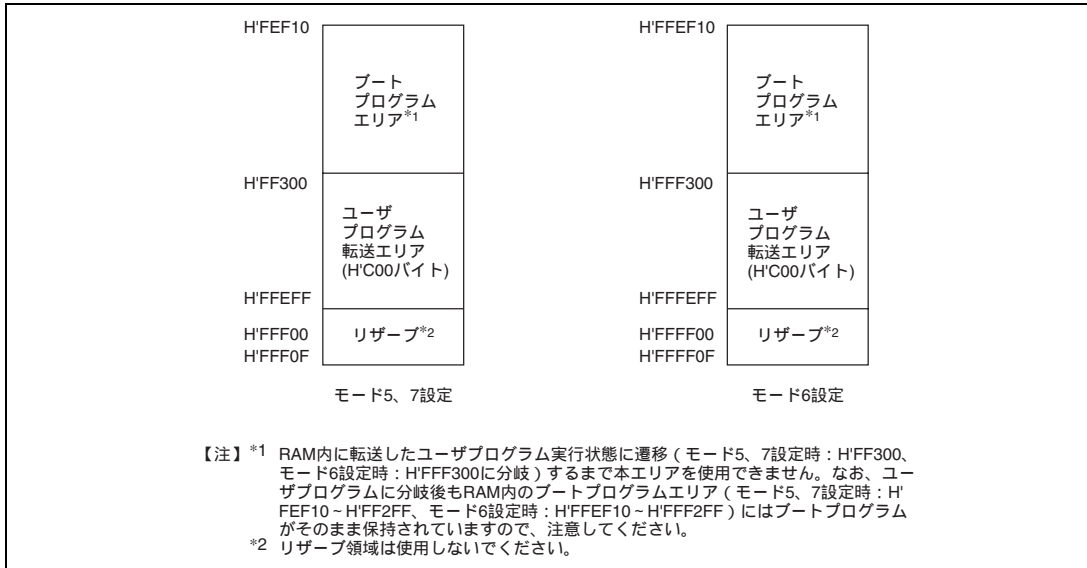 H'FEF10
ブート
プログラム
エリア*1
H'FF300
ユーザ
プログラム
転送エリア
(H'C00バイト)
H'FFEFF
H'FFF00
リザーブ*2
H'FFF0F
モード5、7設定
H'FFEF10
ブート
プログラム
エリア*1
H'FFF300
ユーザ
プログラム
転送エリア
(H'C00バイト)
H'FFFEFF
H'FFFF00
リザーブ*2
H'FFFF0F
モード6設定
【注】*1 RAM内に転送したユーザプログラム実行状態に遷移(モード5、7設定時:H'FF300、
モード6設定時:H'FFF300に分岐)するまで本エリアを使用できません。なお、ユー
ザプログラムに分岐後もRAM内のブートプログラムエリア(モード5、7設定時:H'
FEF10~H'FF2FF、モード6設定時:H'FFEF10~H'FFF2FF)にはブートプログラム
がそのまま保持されていますので、注意してください。
*2 リザーブ領域は使用しないでください。